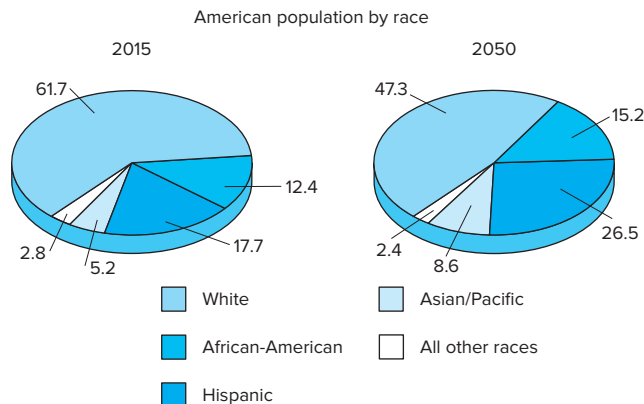 American population by race
2015
2050
61.7
12.4
17.7
5.2
2.8
47.3
15.2
26.5
8.6
2.4
White
African-American
Hispanic
Asian/Pacific
All other races